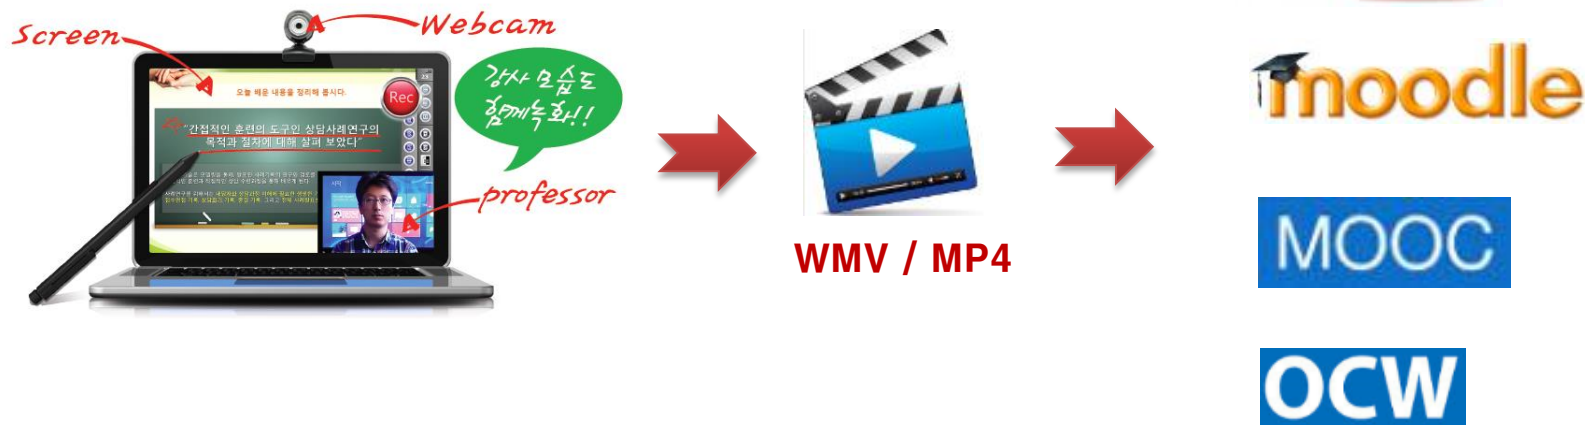 Screen
Webcam
강사 모습도
함께녹화!!
Rec
오늘 배운 내용을 정리해 봅시다.
“간접적인 훈련의 도구인 상담사례연구의
목적과 절차에 대해 살펴 보았다”
professor
WMV / MP4
moodle
MOOC
OCW